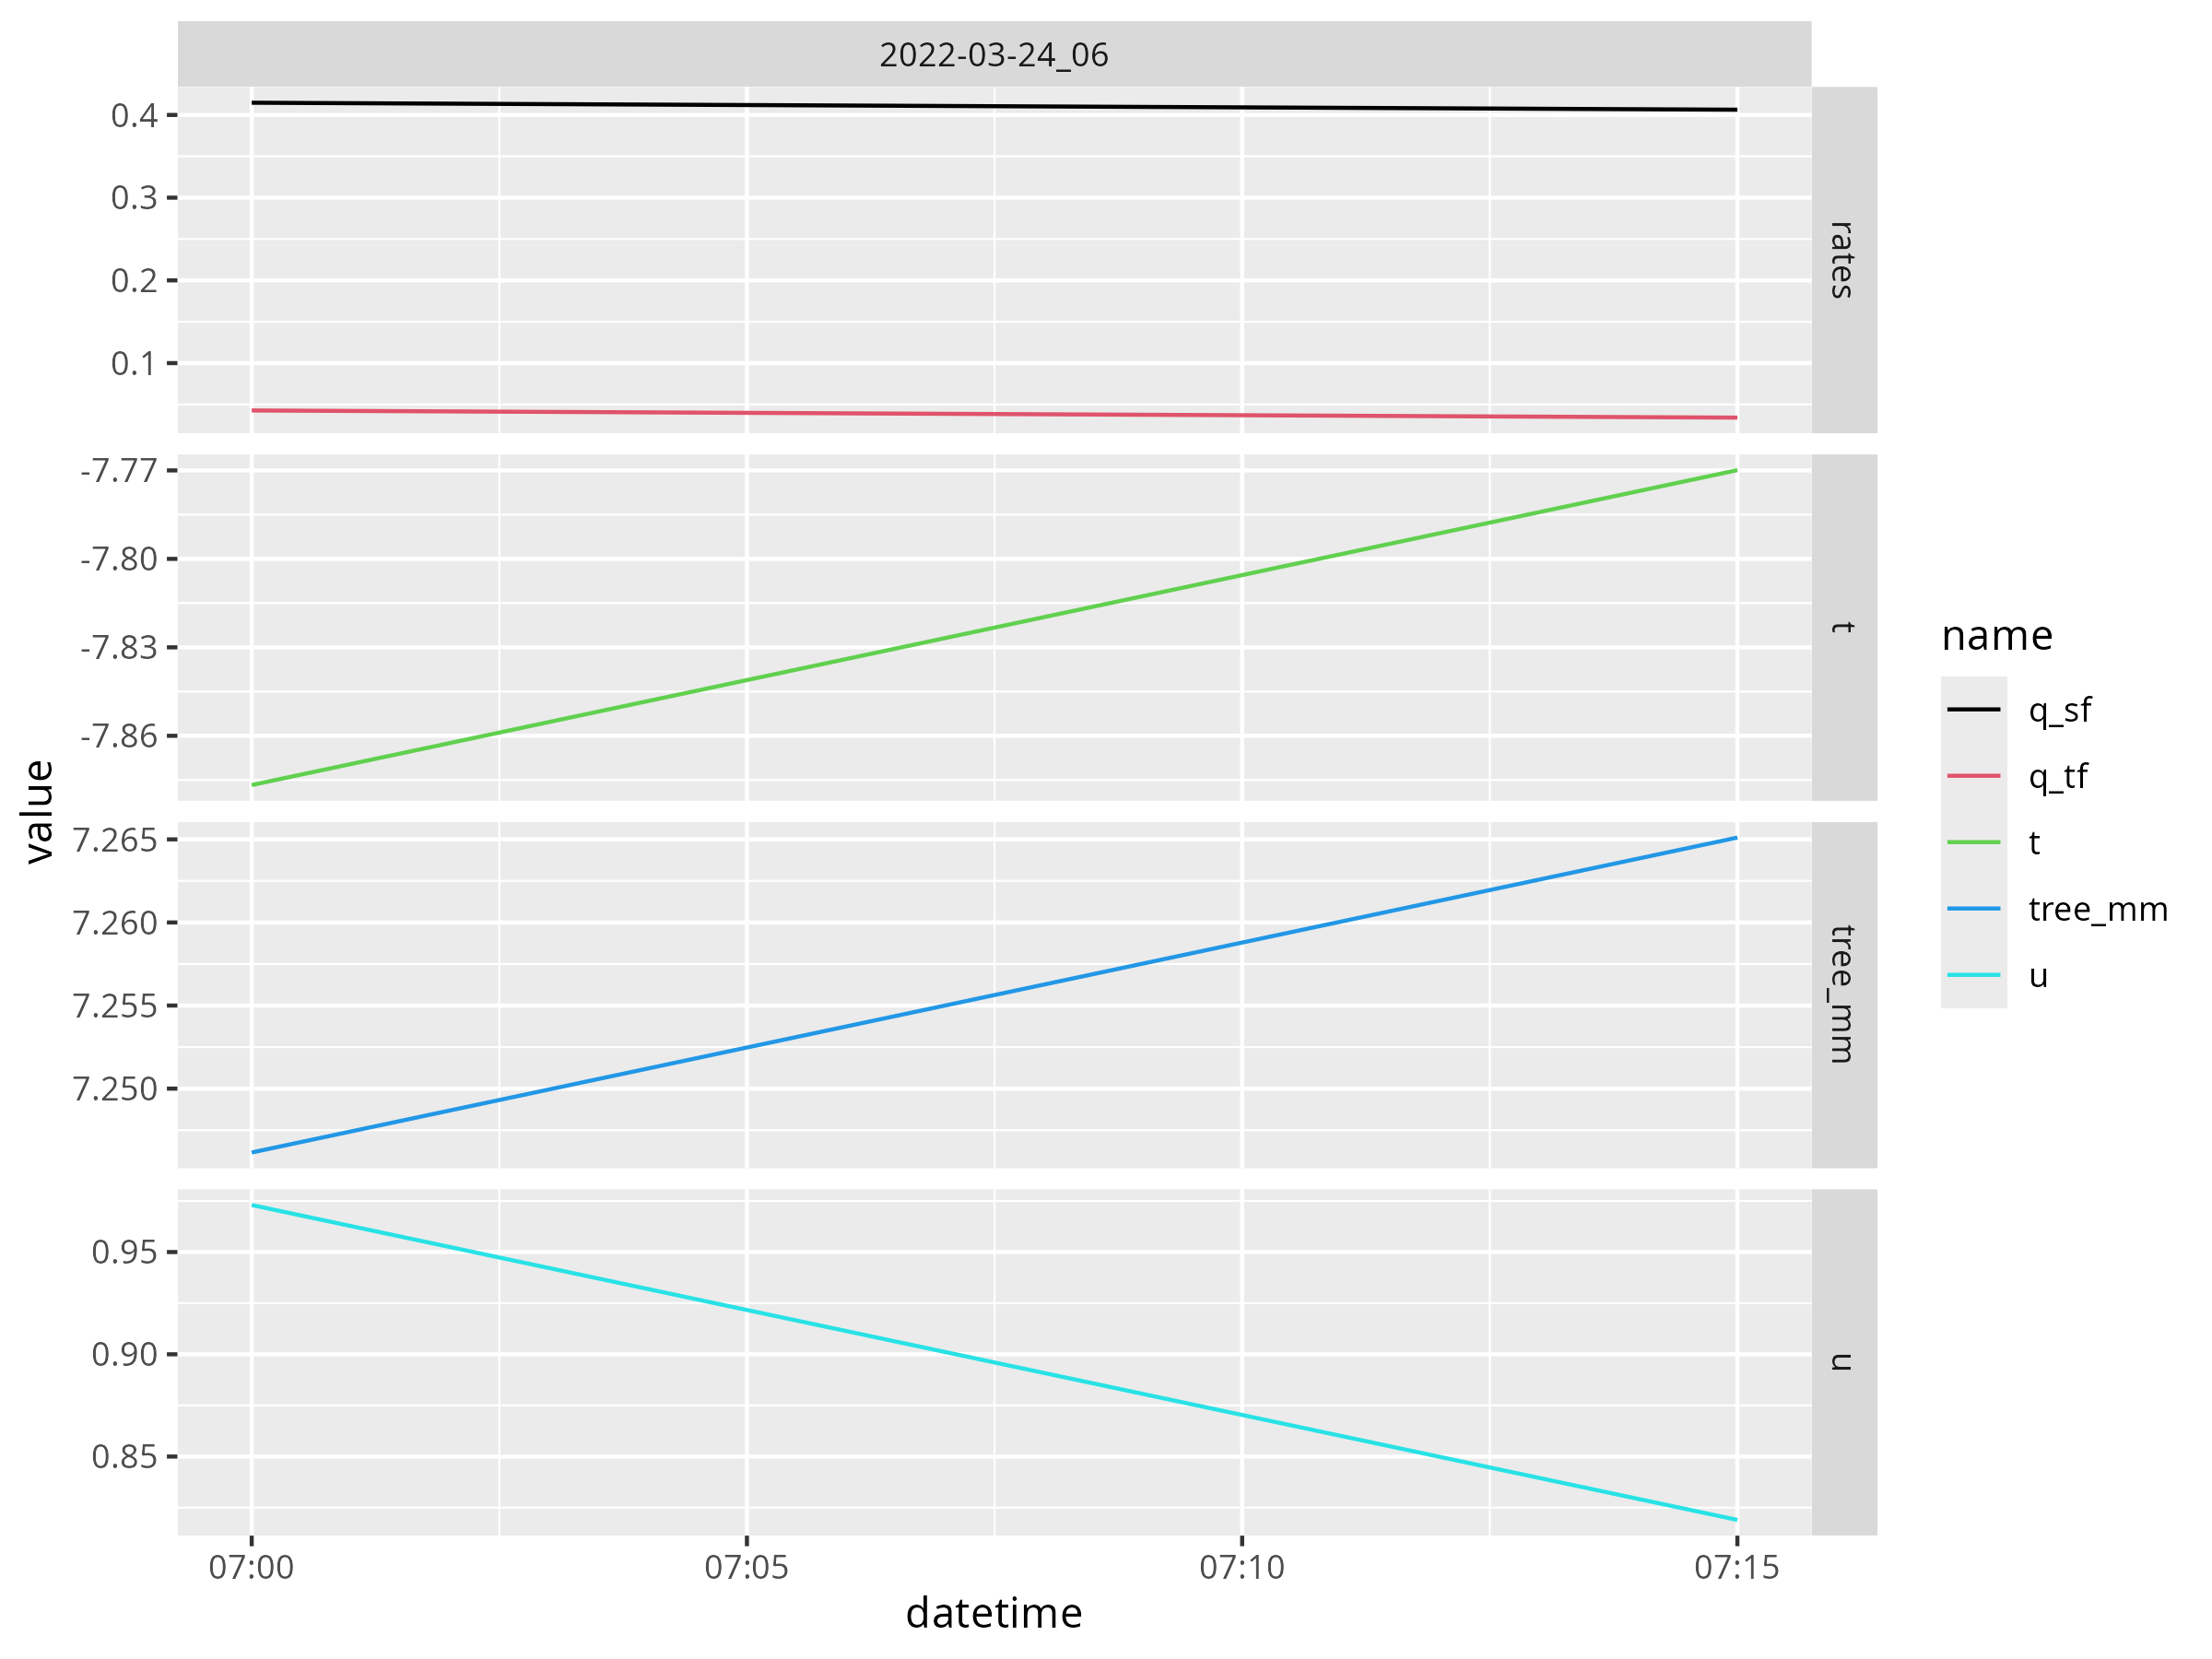 2022-03-24_06
0.4
0.3
0.2
0.1
rates
-7.77
-7.80
-7.83
-7.86
t
7.265
7.260
7.255
7.250
tree_mm
0.95
0.90
0.85
u
07:00 07:05 07:10 07:15
datetime
value
name
q_sf
q_tf
t
tree_mm
u